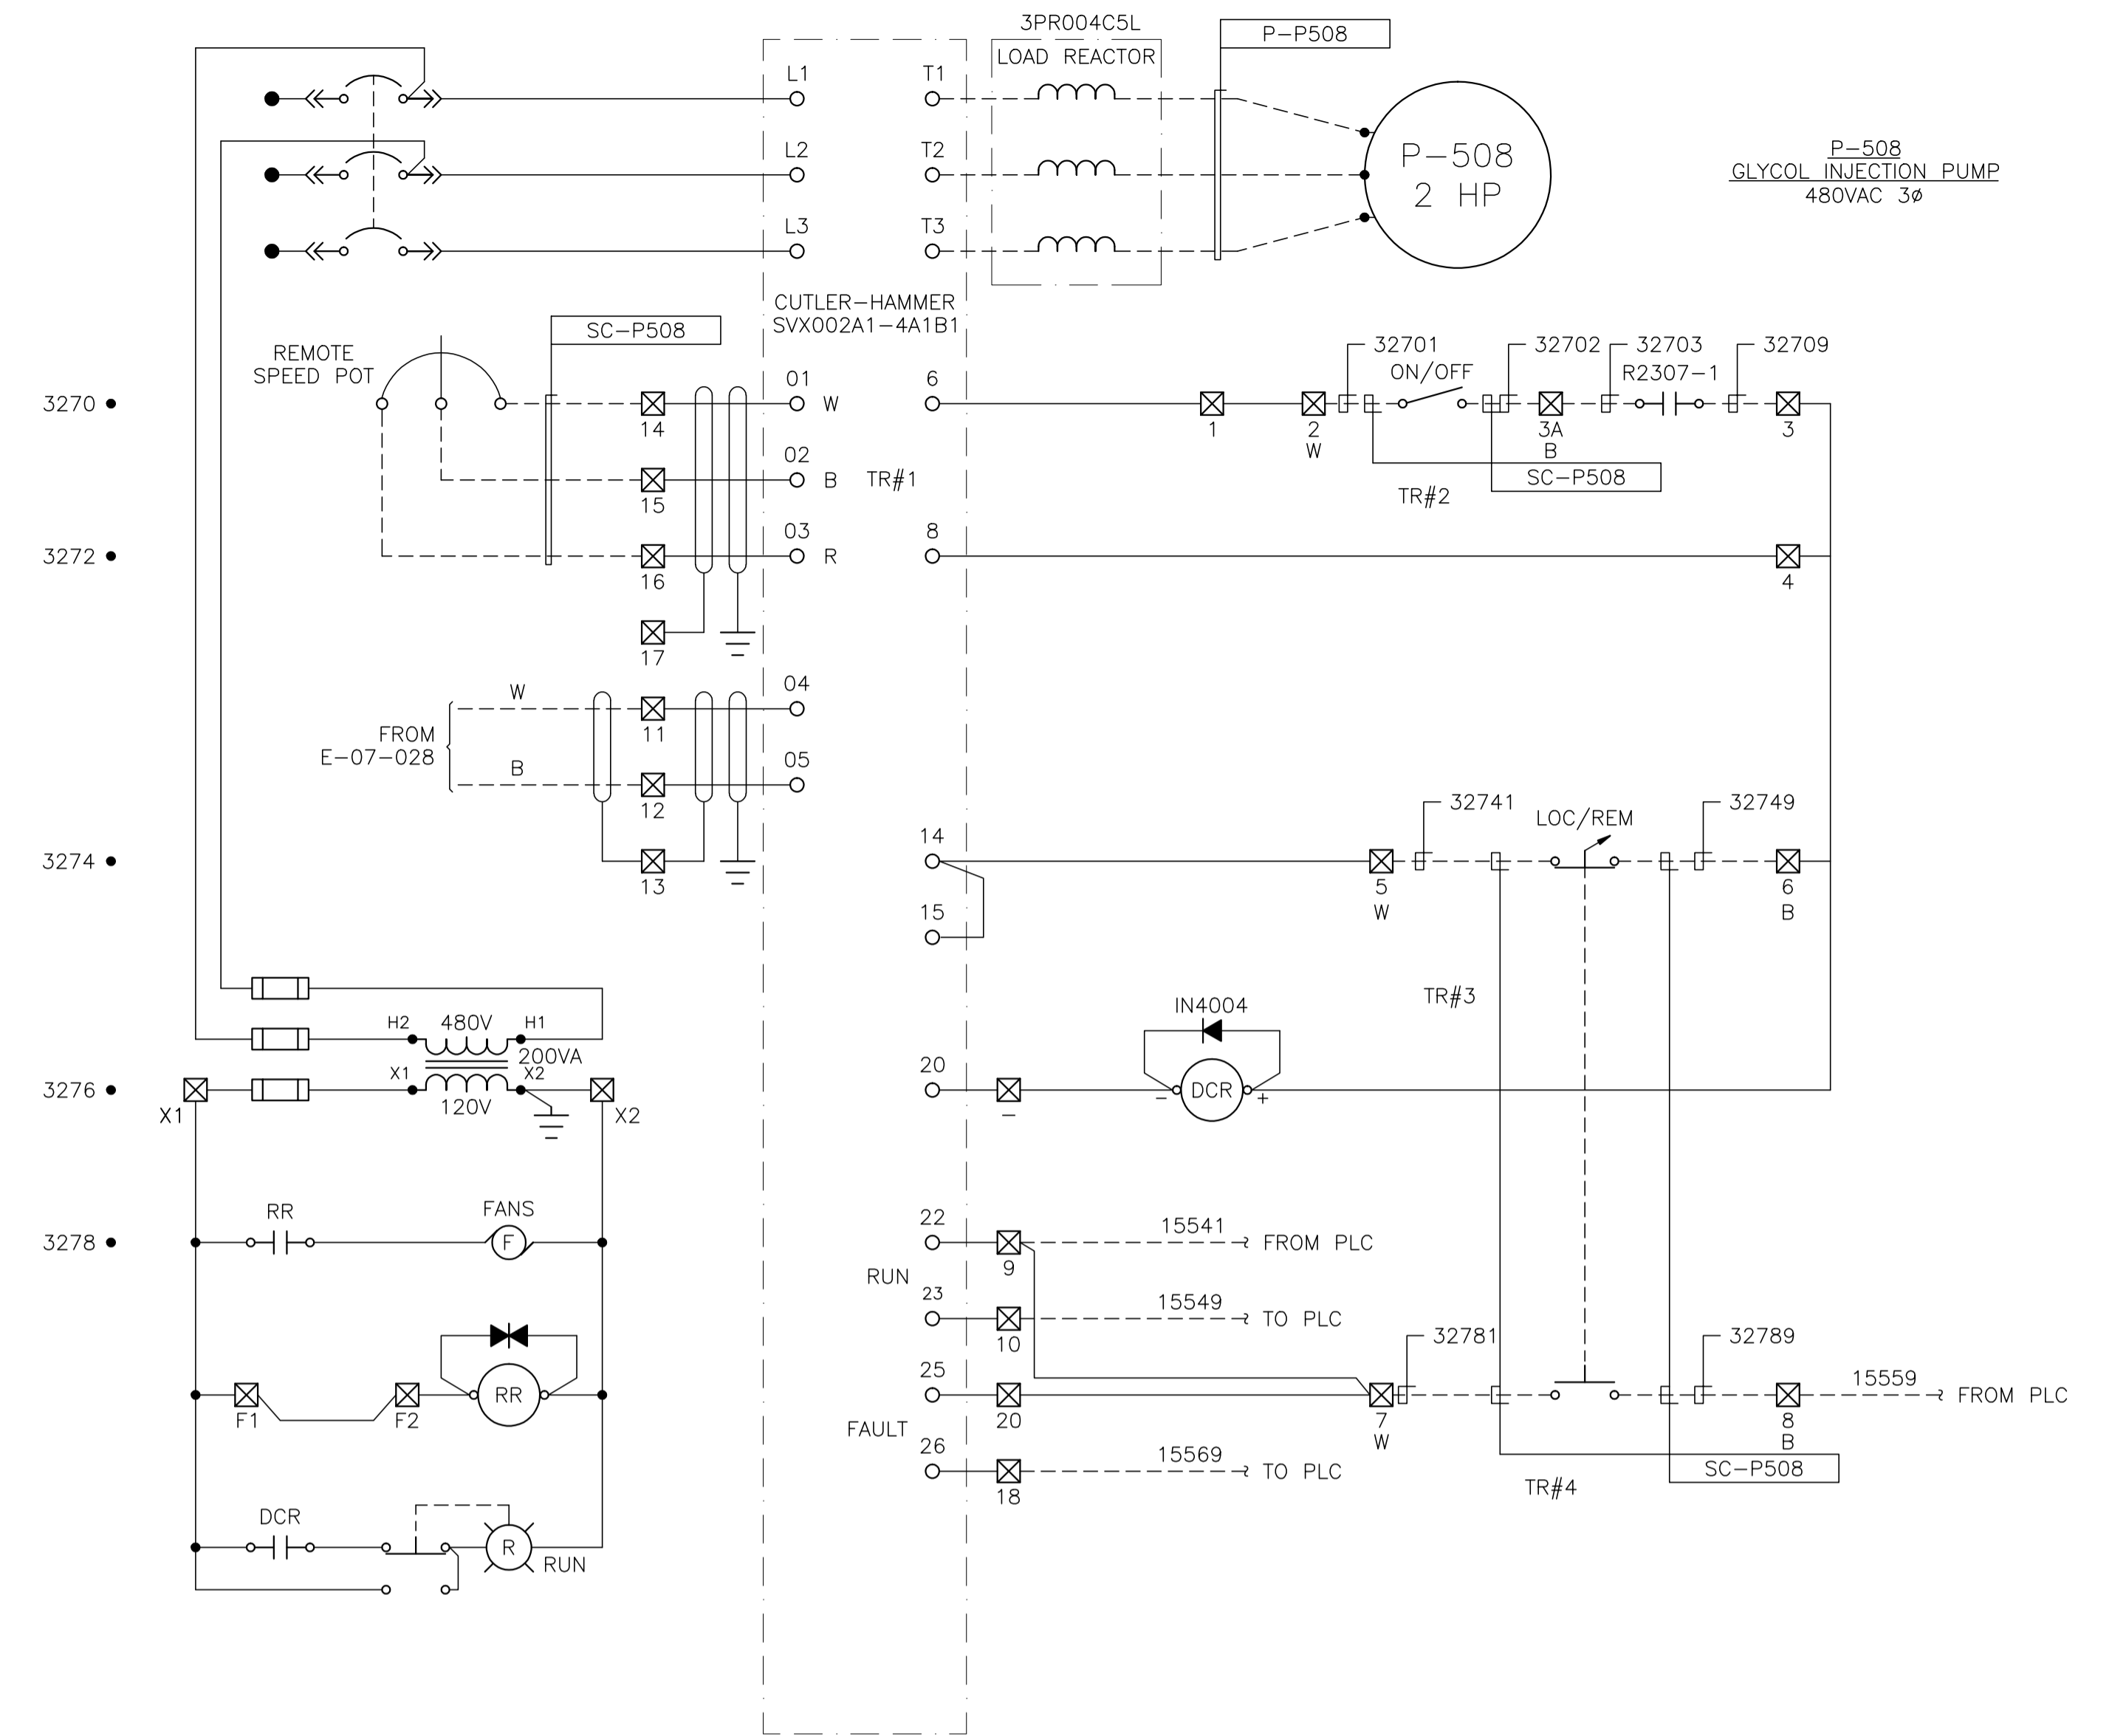 3PR004C5L
LOAD REACTOR
P-P508
L1
T1
L2
T2
L3
T3
P-508
2 HP
P-508
GLYCOL INJECTION PUMP
480VAC 3ø
CUTLER-HAMMER
SVX002A1-4A1B1
SC-P508
REMOTE
SPEED POT
32701
32702
32703
32709
ON/OFF
R2307-1
3270
14
01
W
6
1
2
W
3A
B
3
SC-P508
TR#2
15
02
B
TR#1
3272
16
03
R
8
4
17
W
11
04
FROM
E-07-028
B
12
05
3274
13
14
5
W
32741
LOC/REM
32749
6
B
15
TR#3
IN4004
H2
480V
H1
200VA
3276
X1
X1
X2
120V
X2
20
-
-
DCR
+
3278
RR
FANS
F
22
9
15541
FROM PLC
RUN
23
10
15549
TO PLC
F1
F2
RR
25
20
FAULT
32781
7
W
32789
8
B
15559
FROM PLC
26
18
15569
TO PLC
SC-P508
TR#4
DCR
R
RUN